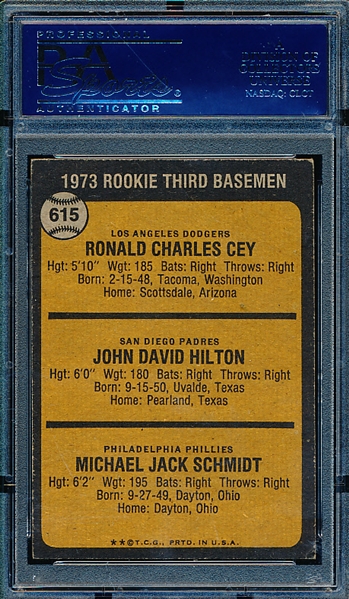 PROFESSIONAL
PSA
Sports
AUTHENTICATOR
NASDAQ: CLCT
1973 ROOKIE THIRD BASEMEN
615
LOS ANGELES DODGERS
RONALD CHARLES CEY
Hgt: 5'10" Wgt: 185 Bats: Right Throws: Right
Born: 2-15-48, Tacoma, Washington
Home: Scottsdale, Arizona
SAN DIEGO PADRES
JOHN DAVID HILTON
Hgt: 6'0" Wgt: 180 Bats: Right Throws: Right
Born: 9-15-50, Uvalde, Texas
Home: Pearland, Texas
PHILADELPHIA PHILLIES
MICHAEL JACK SCHMIDT
Hgt: 6'2" Wgt: 195 Bats: Right Throws: Right
Born: 9-27-49, Dayton, Ohio
Home: Dayton, Ohio
**©T.C.G., PRTD. IN U.S.A.